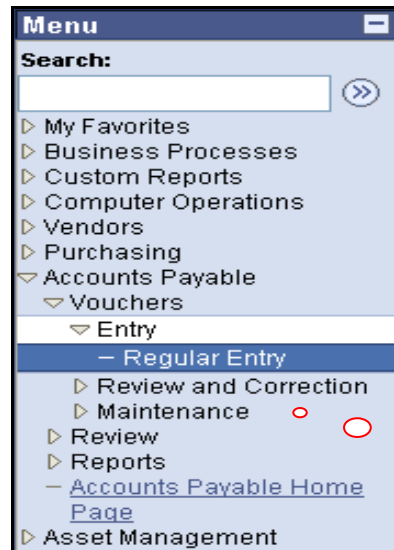 Menu
Search:
My Favorites
Business Processes
Custom Reports
Computer Operations
Vendors
Purchasing
Accounts Payable
Vouchers
Entry
– Regular Entry
Review and Correction
Maintenance
Review
Reports
– Accounts Payable Home
Page
Asset Management